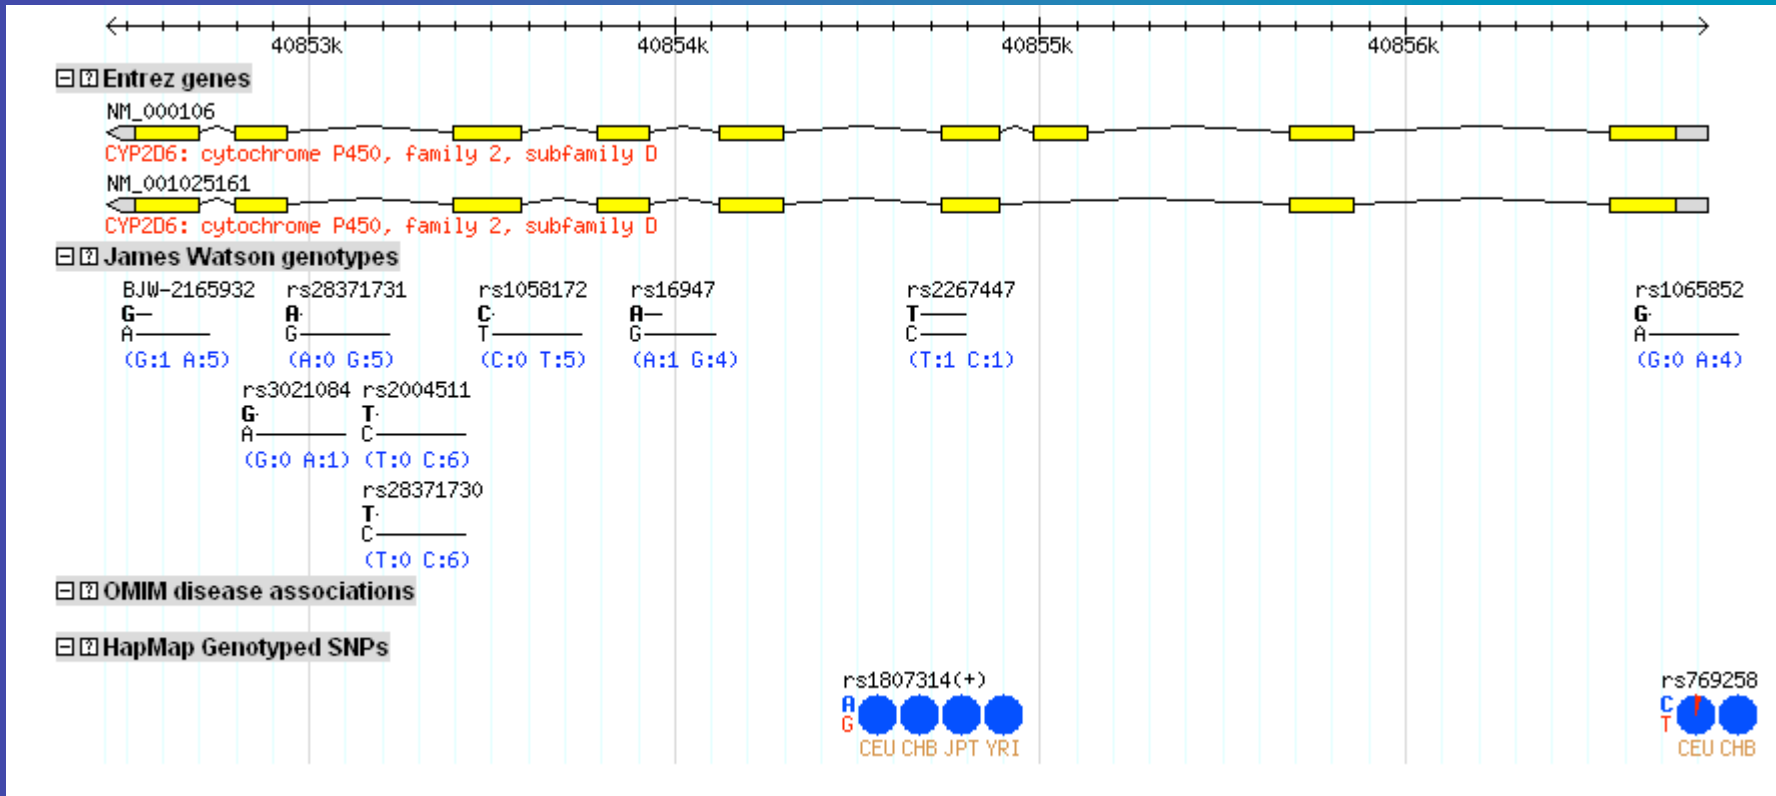 40853k 40854k 40855k 40856k
Entrez genes
NM_000106
CYP2D6: cytochrome P450, family 2, subfamily D
NM_001025161
CYP2D6: cytochrome P450, family 2, subfamily D
James Watson genotypes
BJW-2165932 rs28371731 rs1058172 rs16947 rs2267447 rs1065852
G A C A T G
A G T G C A
(G:1 A:5) (A:0 G:5) (C:0 T:5) (A:1 G:4) (T:1 C:1) (G:0 A:4)
rs3021084 rs2004511
G T
A C
(G:0 A:1) (T:0 C:6)
rs28371730
T
C
(T:0 C:6)
OMIM disease associations
HapMap Genotyped SNPs
rs1807314(+) rs769258
A C
G T
CEU CHB JPT YRI CEU CHB